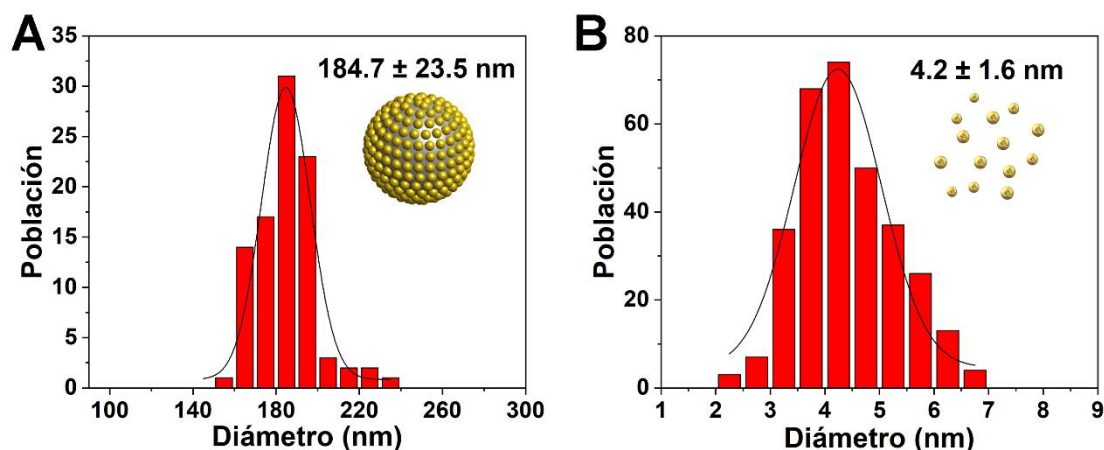 A
184.7 ± 23.5 nm
Población
35
30
25
20
15
10
5
0
100 140 180 220 260 300
Diámetro (nm)
B
4.2 ± 1.6 nm
Población
80
60
40
20
0
1 2 3 4 5 6 7 8 9
Diámetro (nm)